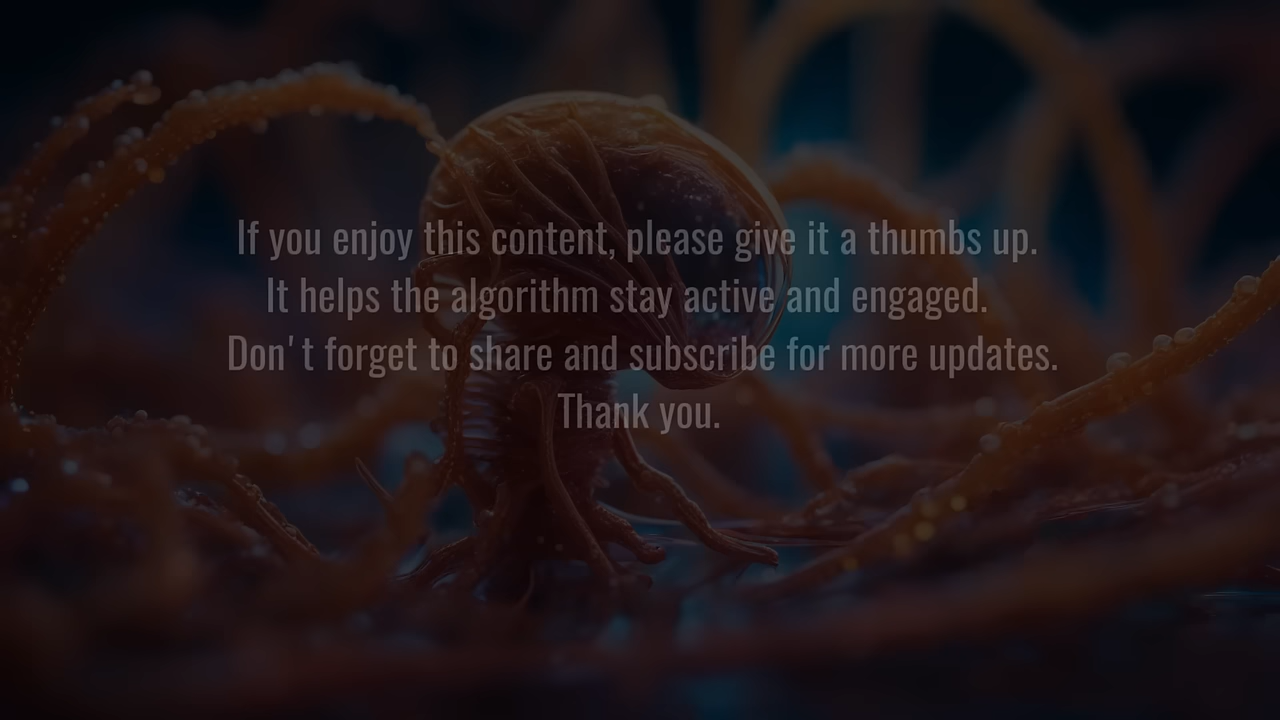 If you enjoy this content, please give it a thumbs up.
It helps the algorithm stay active and engaged.
Don't forget to share and subscribe for more updates.
Thank you.